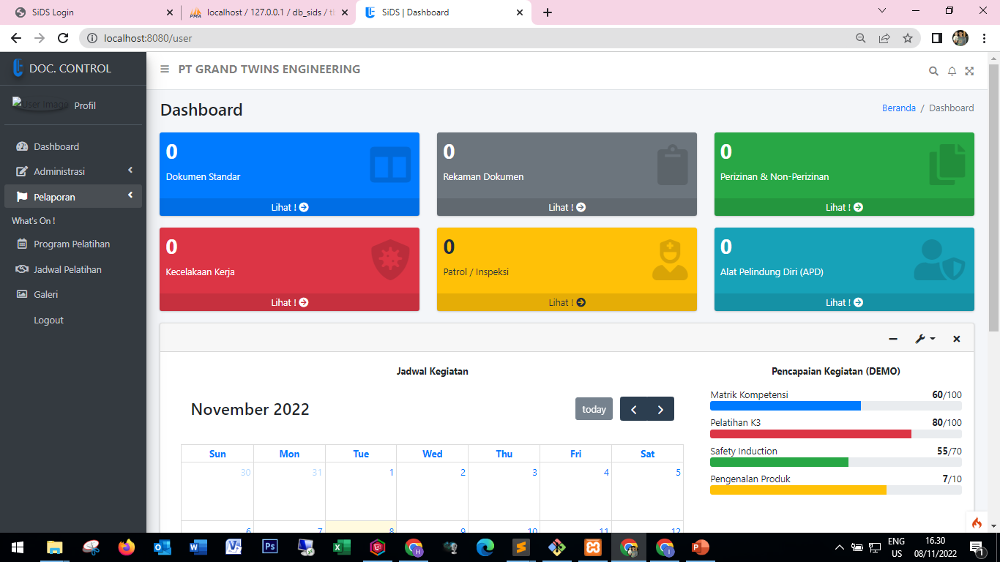 SiDS Login
localhost / 127.0.0.1 / db_sids / tb
SiDS | Dashboard
localhost:8080/user
DOC. CONTROL
PT GRAND TWINS ENGINEERING
User Image
Profil
Dashboard
Beranda / Dashboard
Dashboard
Administrasi
Pelaporan
What's On !
Program Pelatihan
Jadwal Pelatihan
Galeri
Logout
0
Dokumen Standar
Lihat !
0
Rekaman Dokumen
Lihat !
0
Perizinan & Non-Perizinan
Lihat !
0
Kecelakaan Kerja
Lihat !
0
Patrol / Inspeksi
Lihat !
0
Alat Pelindung Diri (APD)
Lihat !
Jadwal Kegiatan
November 2022
today
Sun Mon Tue Wed Thu Fri Sat
30 31 1 2 3 4 5
6 7 8 9 10 11 12
Pencapaian Kegiatan (DEMO)
Matrik Kompetensi 60/100
Pelatihan K3 80/100
Safety Induction 55/70
Pengenalan Produk 7/10
ENG
US
16.30
08/11/2022
1